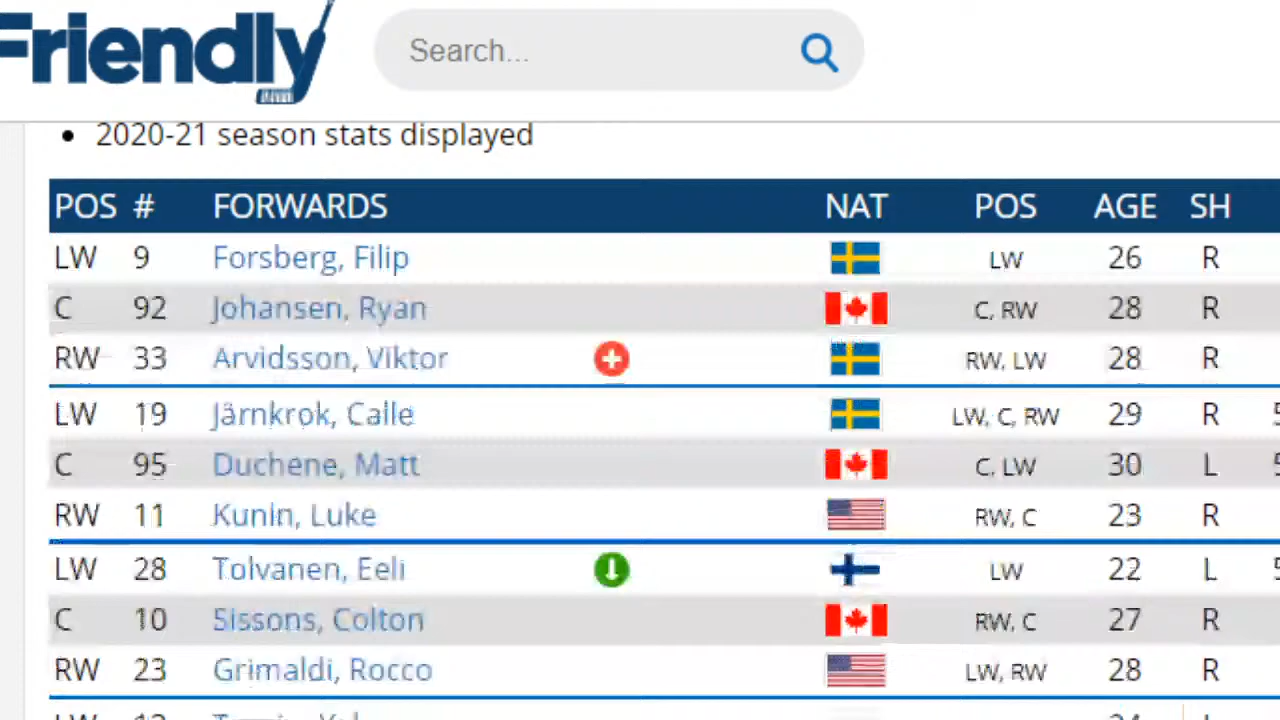 Friendly
Search...
• 2020-21 season stats displayed
POS # FORWARDS NAT POS AGE SH
LW 9 Forsberg, Filip LW 26 R
C 92 Johansen, Ryan C, RW 28 R
RW 33 Arvidsson, Viktor RW, LW 28 R
LW 19 Järnkrok, Calle LW, C, RW 29 R
C 95 Duchene, Matt C, LW 30 L
RW 11 Kunin, Luke RW, C 23 R
LW 28 Tolvanen, Eeli LW 22 L
C 10 Sissons, Colton RW, C 27 R
RW 23 Grimaldi, Rocco LW, RW 28 R